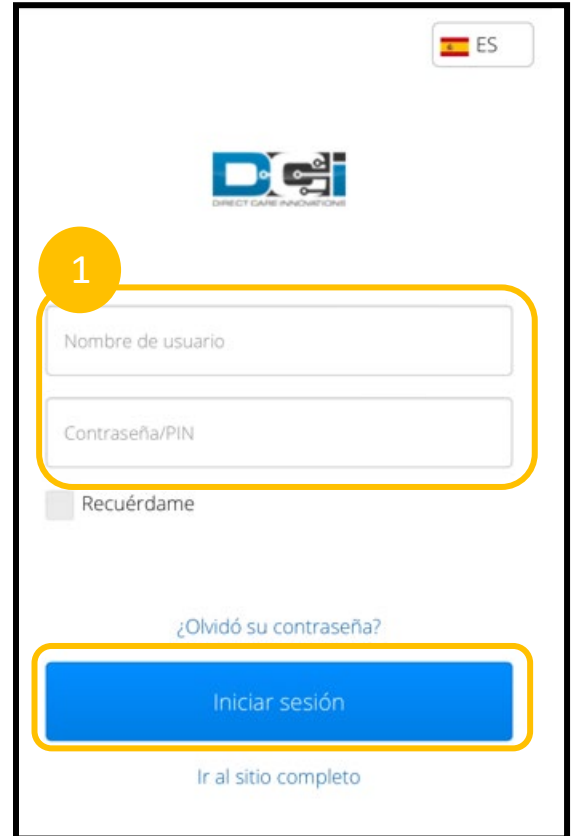 ES
DCi
DIRECT CARE INNOVATIONS
1
Nombre de usuario
Contraseña/PIN
Recuérdame
¿Olvidó su contraseña?
Iniciar sesión
Ir al sitio completo